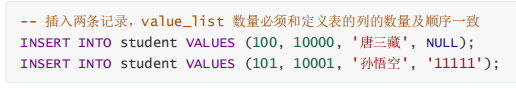 -- 插入两条记录，value_list 数量必须和定义表的列的数量及顺序一致
INSERT INTO student VALUES (100, 10000, '唐三藏', NULL);
INSERT INTO student VALUES (101, 10001, '孙悟空', '11111');